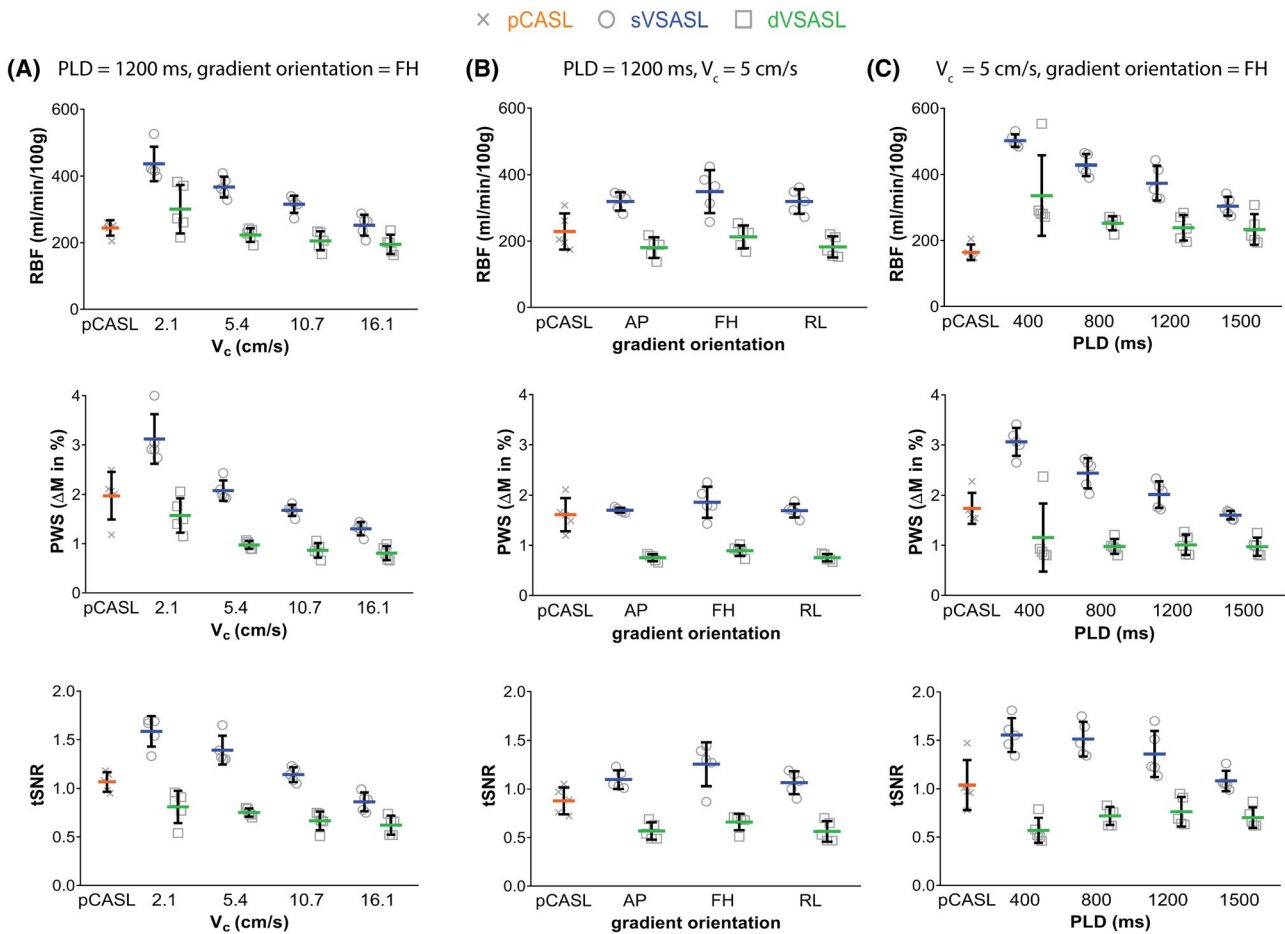 pCASL sVSASL dVSASL
(A) PLD = 1200 ms, gradient orientation = FH
600
400
200
0
RBF (ml/min/100g)
pCASL 2.1 5.4 10.7 16.1
Vc (cm/s)
4
3
2
1
0
PWS (ΔM in %)
pCASL 2.1 5.4 10.7 16.1
Vc (cm/s)
2.0
1.5
1.0
0.5
0.0
tSNR
pCASL 2.1 5.4 10.7 16.1
Vc (cm/s)
(B) PLD = 1200 ms, Vc = 5 cm/s
600
400
200
0
RBF (ml/min/100g)
pCASL AP FH RL
gradient orientation
4
3
2
1
0
PWS (ΔM in %)
pCASL AP FH RL
gradient orientation
2.0
1.5
1.0
0.5
0.0
tSNR
pCASL AP FH RL
gradient orientation
(C) Vc = 5 cm/s, gradient orientation = FH
600
400
200
0
RBF (ml/min/100g)
pCASL 400 800 1200 1500
PLD (ms)
4
3
2
1
0
PWS (ΔM in %)
pCASL 400 800 1200 1500
PLD (ms)
2.0
1.5
1.0
0.5
0.0
tSNR
pCASL 400 800 1200 1500
PLD (ms)